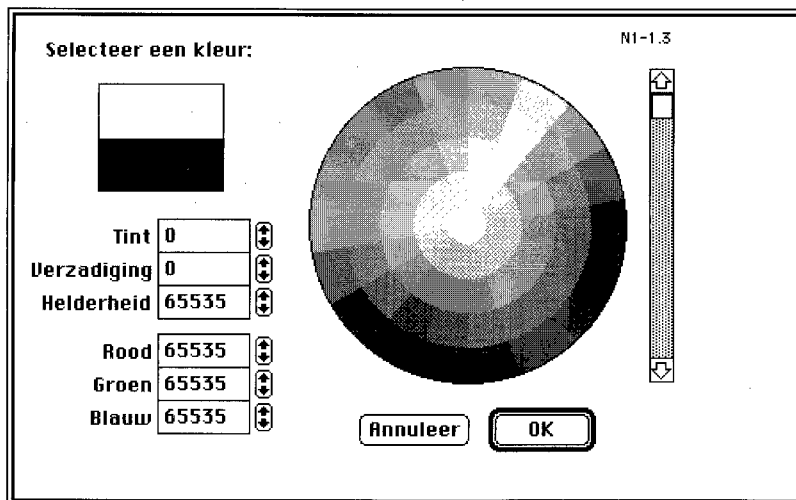 Selecteer een kleur:
N1-1.3
Tint 0
Verzadiging 0
Helderheid 65535
Rood 65535
Groen 65535
Blauw 65535
Annuleer OK